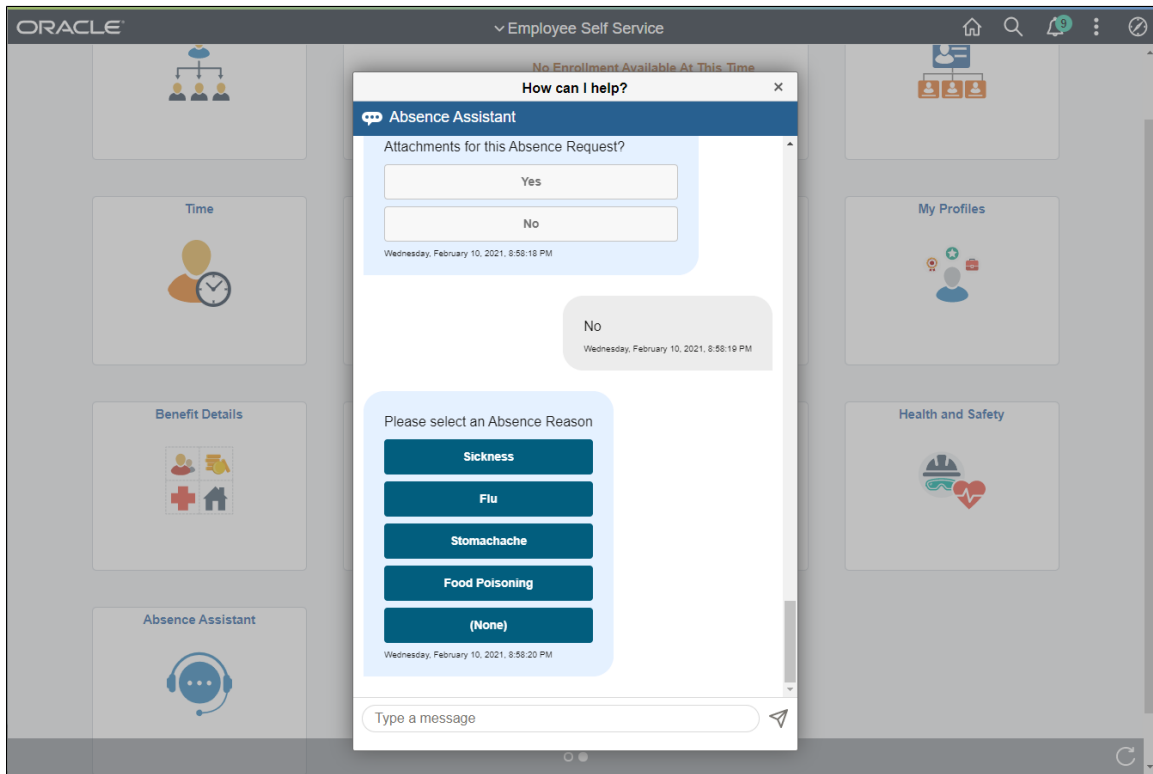 ORACLE
Employee Self Service
9
No Enrollment Available At This Time
How can I help?
Absence Assistant
Attachments for this Absence Request?
Yes
No
Wednesday, February 10, 2021, 8:58:18 PM
No
Wednesday, February 10, 2021, 8:58:19 PM
Please select an Absence Reason
Sickness
Flu
Stomachache
Food Poisoning
(None)
Wednesday, February 10, 2021, 8:58:20 PM
Type a message
Time
My Profiles
Benefit Details
Health and Safety
Absence Assistant